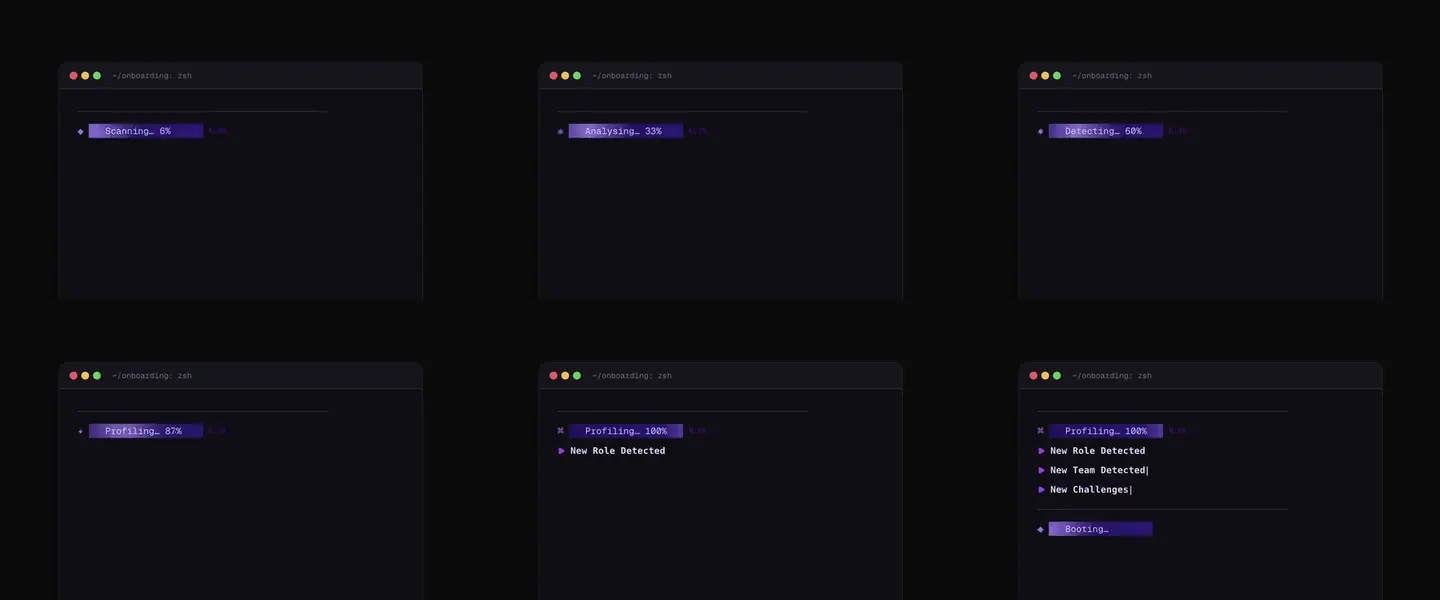 ~/onboarding: zsh
Scanning… 6%
~/onboarding: zsh
Analysing… 33%
~/onboarding: zsh
Detecting… 60%
~/onboarding: zsh
Profiling… 87%
~/onboarding: zsh
Profiling… 100%
New Role Detected
~/onboarding: zsh
Profiling… 100%
New Role Detected
New Team Detected|
New Challenges|
Booting…